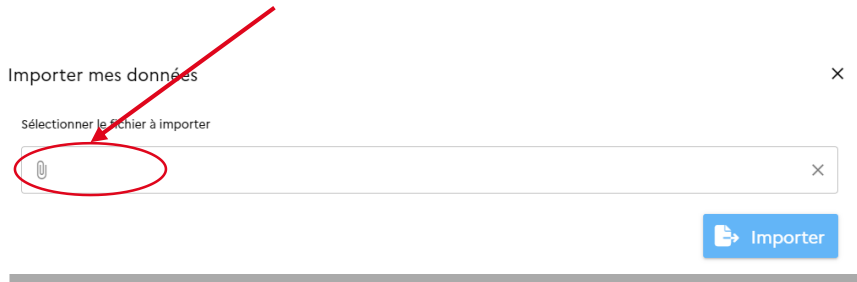 Importer mes données
Sélectionner le fichier à importer
Importer